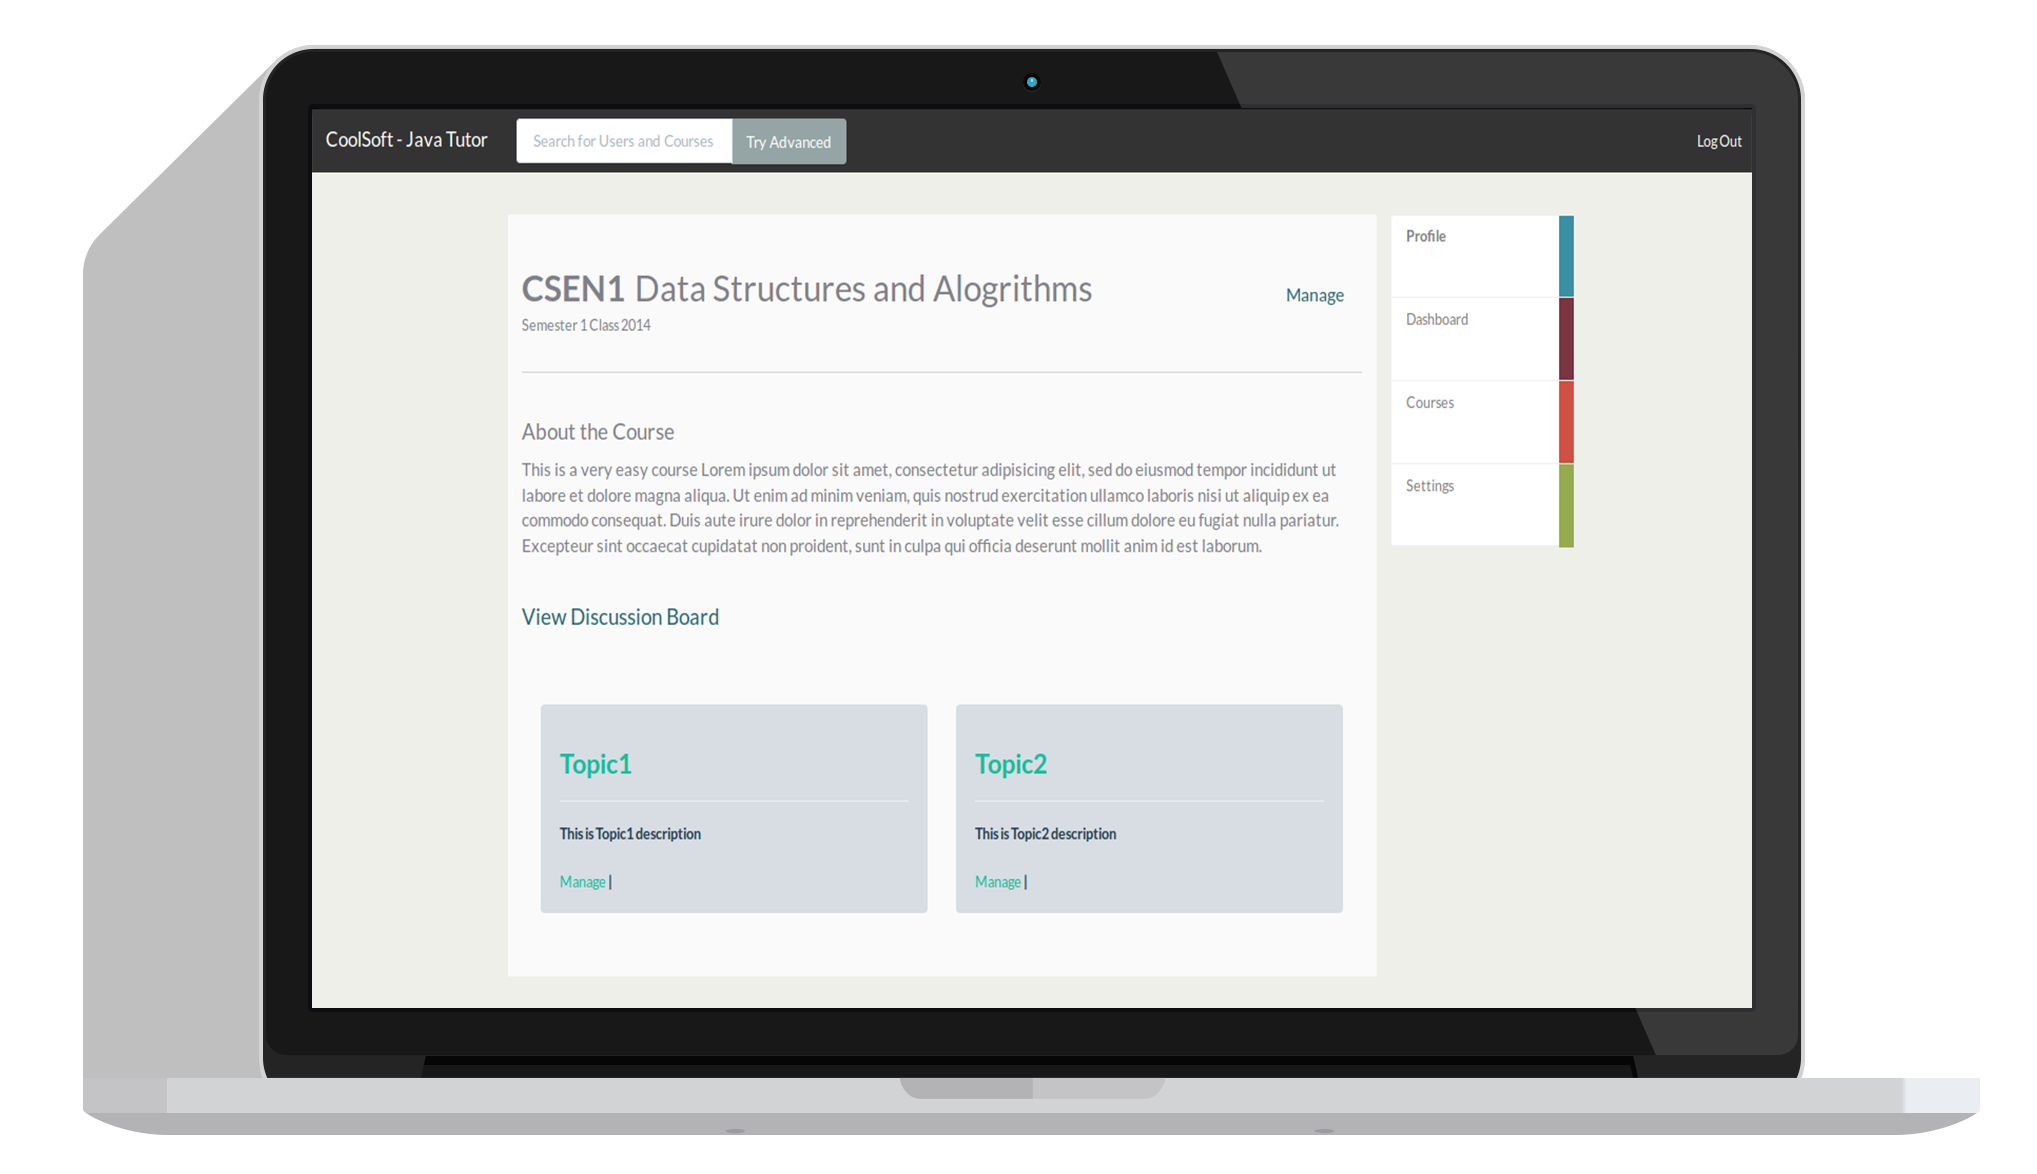 CoolSoft - Java Tutor
Search for Users and Courses
Try Advanced
Log Out
CSEN1 Data Structures and Alogrithms
Manage
Semester 1 Class 2014
About the Course
This is a very easy course Lorem ipsum dolor sit amet, consectetur adipisicing elit, sed do eiusmod tempor incididunt ut
labore et dolore magna aliqua. Ut enim ad minim veniam, quis nostrud exercitation ullamco laboris nisi ut aliquip ex ea
commodo consequat. Duis aute irure dolor in reprehenderit in voluptate velit esse cillum dolore eu fugiat nulla pariatur.
Excepteur sint occaecat cupidatat non proident, sunt in culpa qui officia deserunt mollit anim id est laborum.
View Discussion Board
Topic1
This is Topic1 description
Manage |
Topic2
This is Topic2 description
Manage |
Profile
Dashboard
Courses
Settings